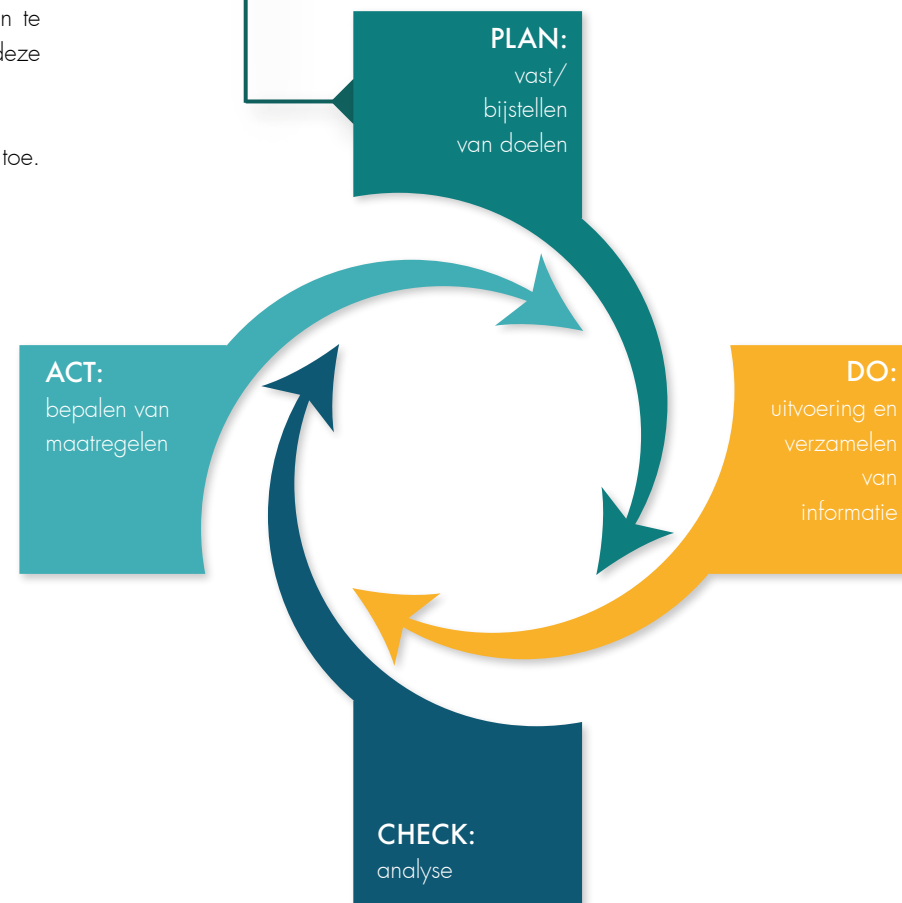 n te
deze
toe.
PLAN:
vast/
bijstellen
van doelen
ACT:
bepalen van
maatregelen
DO:
uitvoering en
verzamelen
van
informatie
CHECK:
analyse